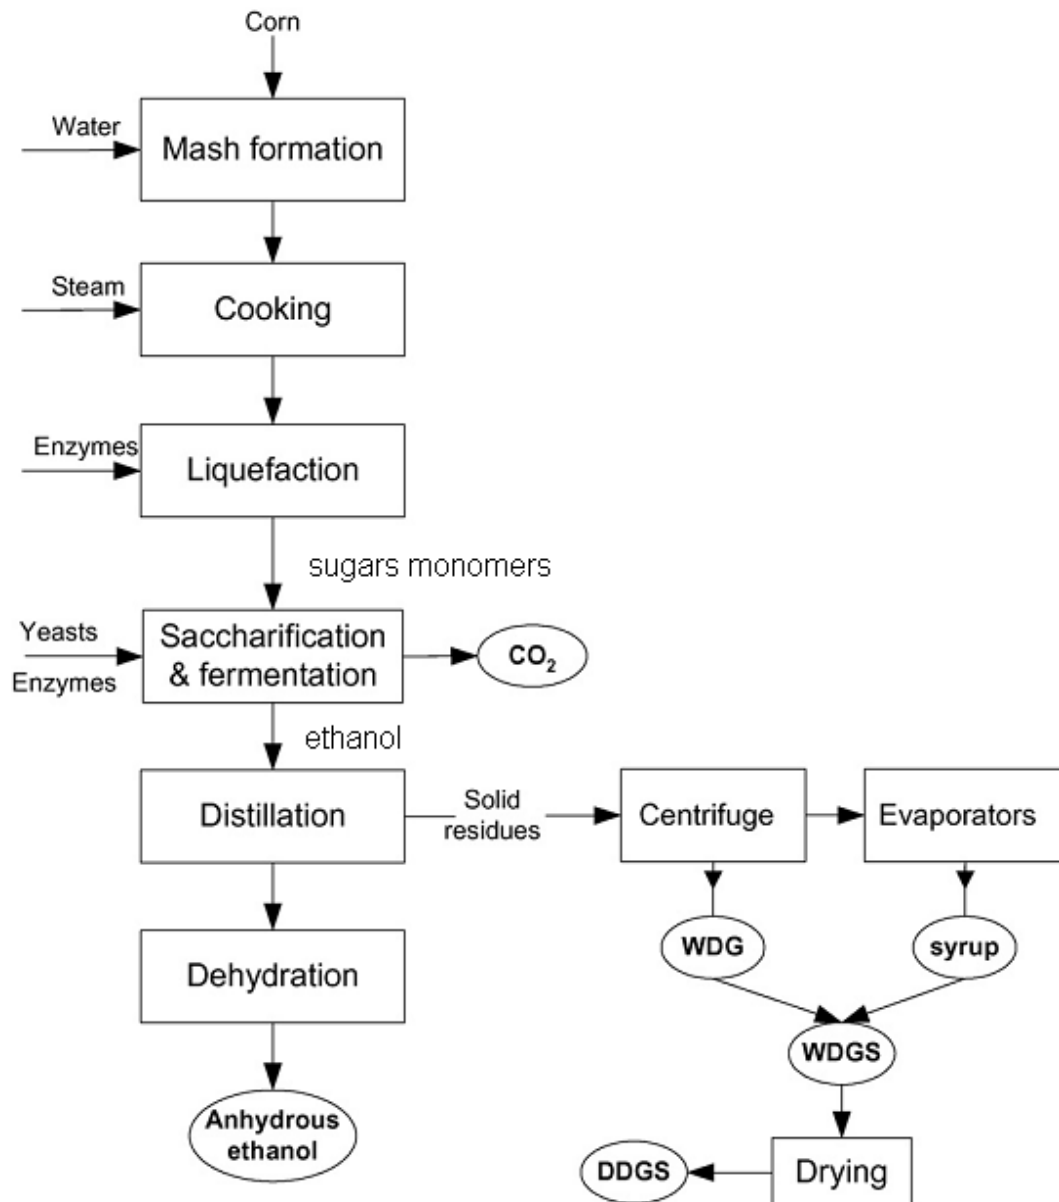 Corn
Water
Mash formation
Steam
Cooking
Enzymes
Liquefaction
sugars monomers
Yeasts
Enzymes
Saccharification
& fermentation
CO2
ethanol
Distillation
Solid
residues
Centrifuge
Evaporators
WDG
syrup
Dehydration
WDGS
Anhydrous
ethanol
DDGS
Drying